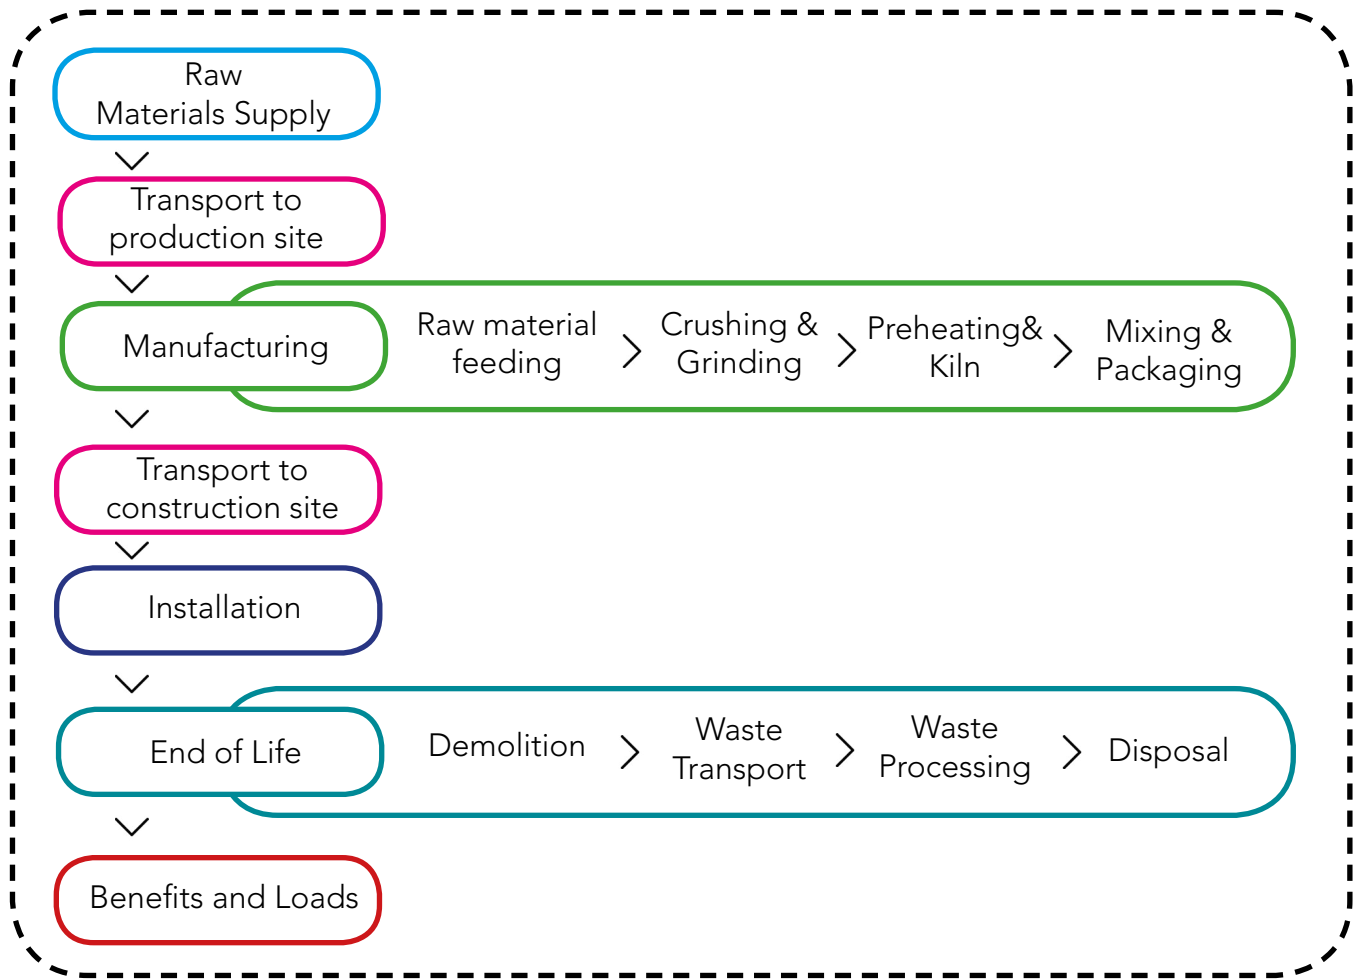 Raw
Materials Supply
Transport to
production site
Manufacturing
Raw material
feeding
Crushing &
Grinding
Preheating&
Kiln
Mixing &
Packaging
Transport to
construction site
Installation
End of Life
Demolition
Waste
Transport
Waste
Processing
Disposal
Benefits and Loads